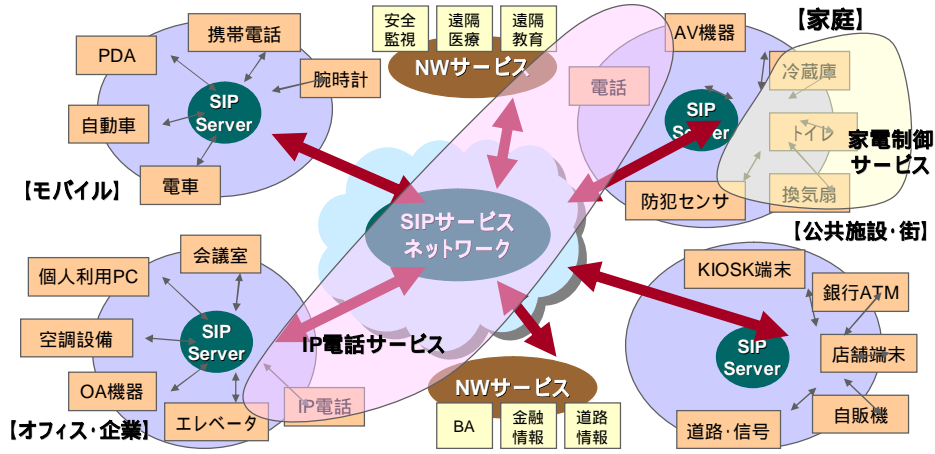 安全
監視
遠隔
医療
遠隔
教育
NWサービス
【家庭】
携帯電話
PDA
腕時計
SIP
Server
自動車
電車
【モバイル】
AV機器
電話
冷蔵庫
SIP
Server
トイレ
家電制御
サービス
防犯センサ
換気扇
SIPサービス
ネットワーク
【公共施設・街】
会議室
個人利用PC
空調設備
SIP
Server
OA機器
エレベータ
IP電話
【オフィス・企業】
IP電話サービス
KIOSK端末
銀行ATM
SIP
Server
店舗端末
自販機
道路・信号
NWサービス
BA
金融
情報
道路
情報